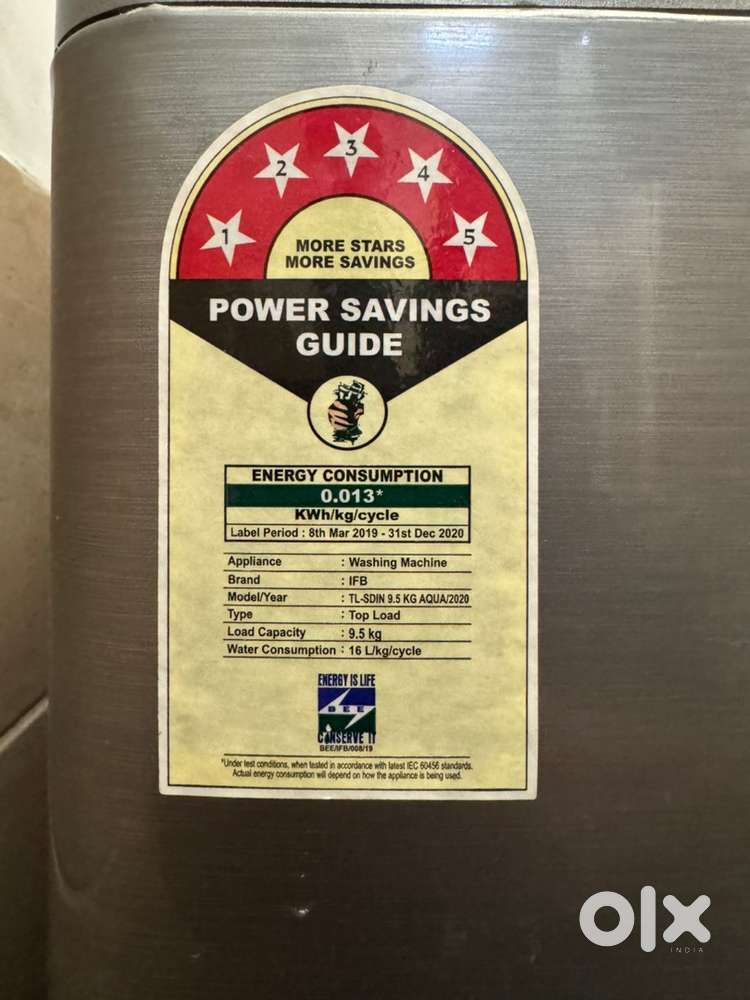 1 2 3 4 5
MORE STARS
MORE SAVINGS
POWER SAVINGS
GUIDE
ENERGY CONSUMPTION
0.013*
KWh/kg/cycle
Label Period : 8th Mar 2019 - 31st Dec 2020
Appliance : Washing Machine
Brand : IFB
Model/Year : TL-SDIN 9.5 KG AQUA/2020
Type : Top Load
Load Capacity : 9.5 kg
Water Consumption : 16 L/kg/cycle
ENERGY IS LIFE
BEE
CONSERVE IT
BEE/IFB/008/19
*Under test conditions, when tested in accordance with latest IEC 60456 standards.
Actual energy consumption will depend on how the appliance is being used.
olx
INDIA